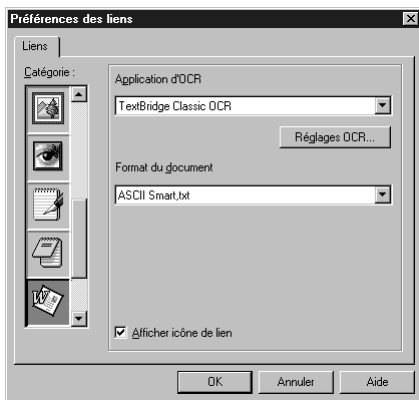 Préférences des liens
Liens
Catégorie :
Application d'OCR
TextBridge Classic OCR
Réglages OCR...
Format du document
ASCII Smart,txt
W
Afficher icône de lien
OK
Annuler
Aide